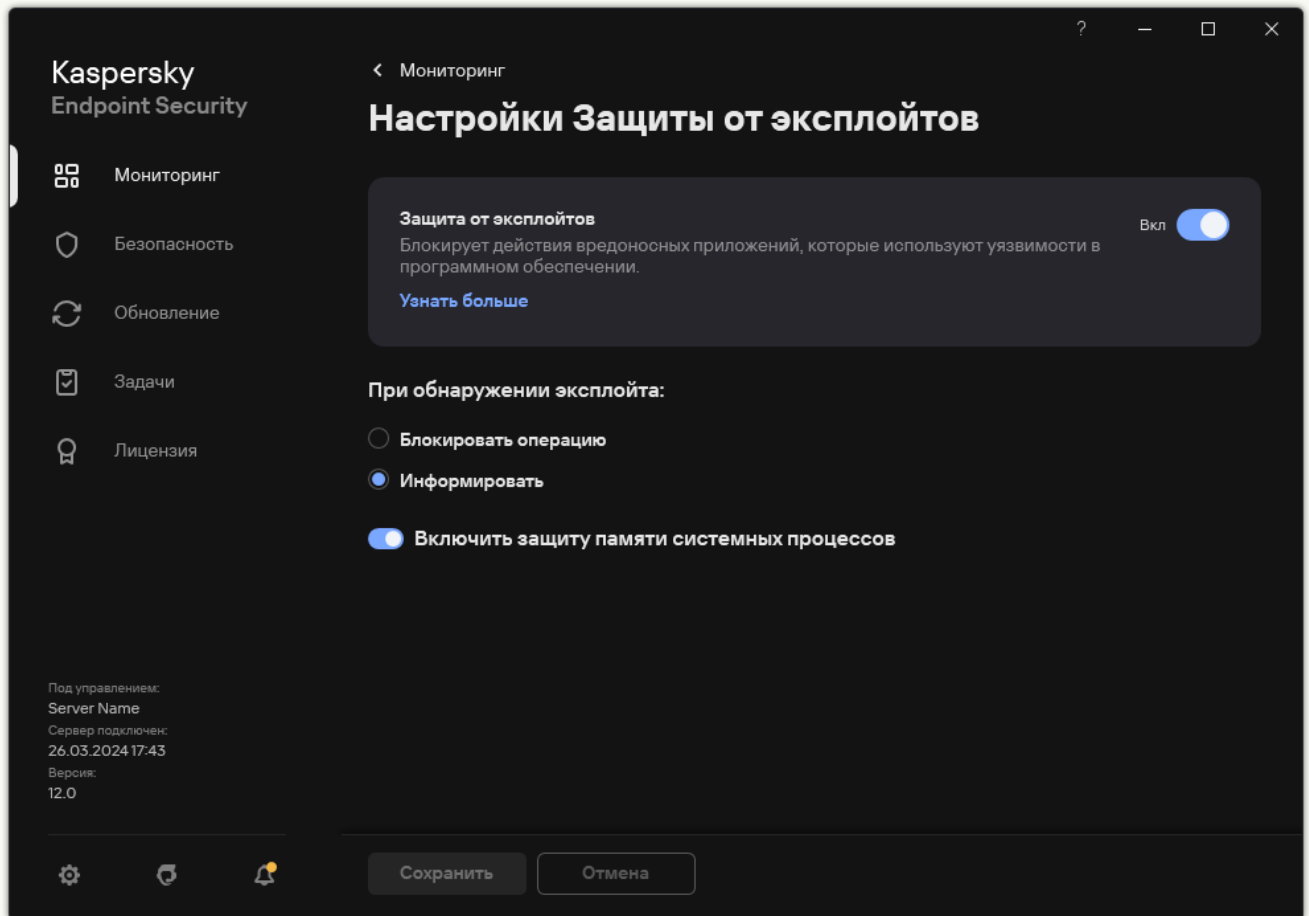 ?
Kaspersky
Endpoint Security
Мониторинг
Безопасность
Обновление
Задачи
Лицензия
Под управлением:
Server Name
Сервер подключен:
26.03.2024 17:43
Версия:
12.0
Мониторинг
Настройки Защиты от эксплойтов
Защита от эксплойтов
Вкл
Блокирует действия вредоносных приложений, которые используют уязвимости в
программном обеспечении.
Узнать больше
При обнаружении эксплойта:
Блокировать операцию
Информировать
Включить защиту памяти системных процессов
Сохранить
Отмена